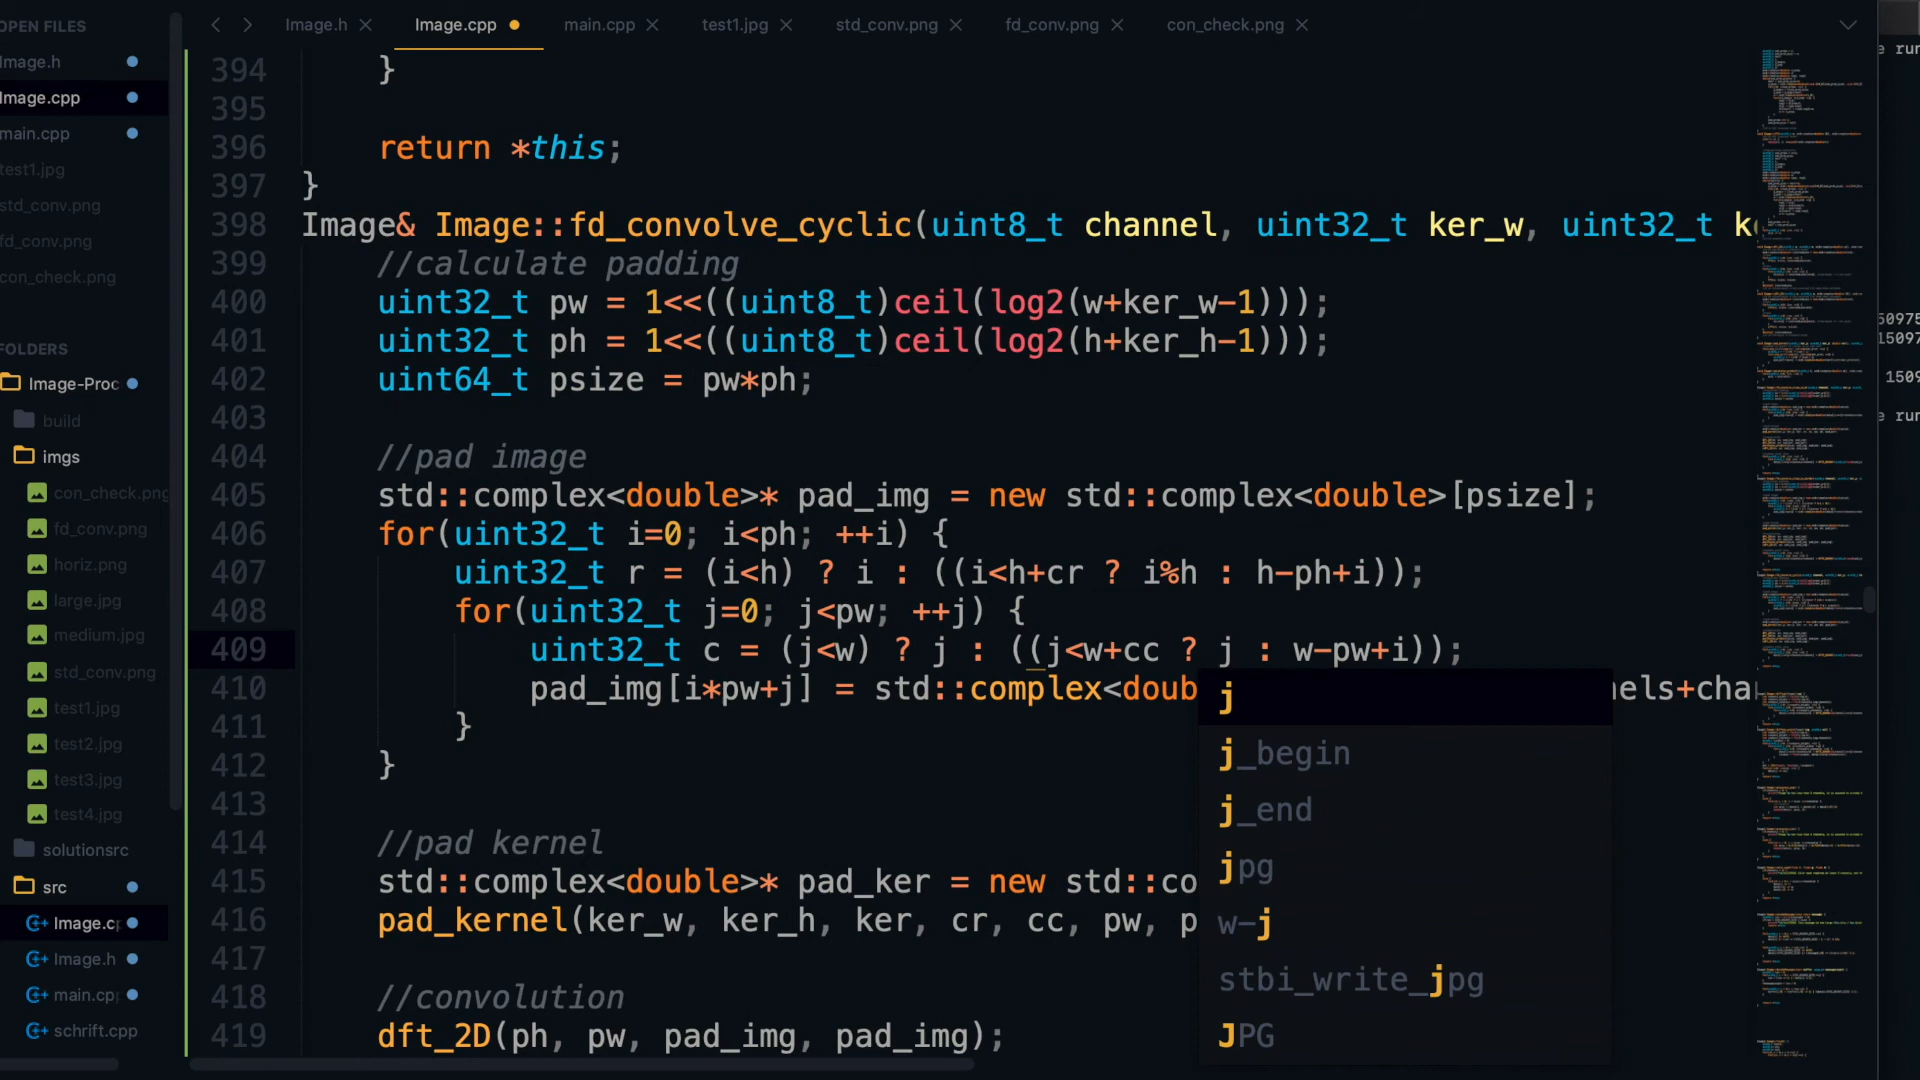 OPEN FILES
Image.h
Image.cpp
main.cpp
test1.jpg
std_conv.png
fd_conv.png
con_check.png
FOLDERS
Image-Proc
build
imgs
con_check.png
fd_conv.png
horiz.png
large.jpg
medium.jpg
std_conv.png
test1.jpg
test2.jpg
test3.jpg
test4.jpg
solutionsrc
src
Image.c
Image.h
main.cp
schrift.cpp
Image.h Image.cpp main.cpp test1.jpg std_conv.png fd_conv.png con_check.png
394 }
395
396 return *this;
397 }
398 Image& Image::fd_convolve_cyclic(uint8_t channel, uint32_t ker_w, uint32_t k
399 //calculate padding
400 uint32_t pw = 1<<((uint8_t)ceil(log2(w+ker_w-1)));
401 uint32_t ph = 1<<((uint8_t)ceil(log2(h+ker_h-1)));
402 uint64_t psize = pw*ph;
403
404 //pad image
405 std::complex<double>* pad_img = new std::complex<double>[psize];
406 for(uint32_t i=0; i<ph; ++i) {
407 uint32_t r = (i<h) ? i : ((i<h+cr ? i%h : h-ph+i));
408 for(uint32_t j=0; j<pw; ++j) {
409 uint32_t c = (j<w) ? j : ((j<w+cc ? j : w-pw+i));
410 pad_img[i*pw+j] = std::complex<doub nels+cha
411 }
412 }
413
414 //pad kernel
415 std::complex<double>* pad_ker = new std::co
416 pad_kernel(ker_w, ker_h, ker, cr, cc, pw, p
417
418 //convolution
419 dft_2D(ph, pw, pad_img, pad_img);
j
j_begin
j_end
jpg
w-j
stbi_write_jpg
JPG
e run
50975
15097
1509
e run